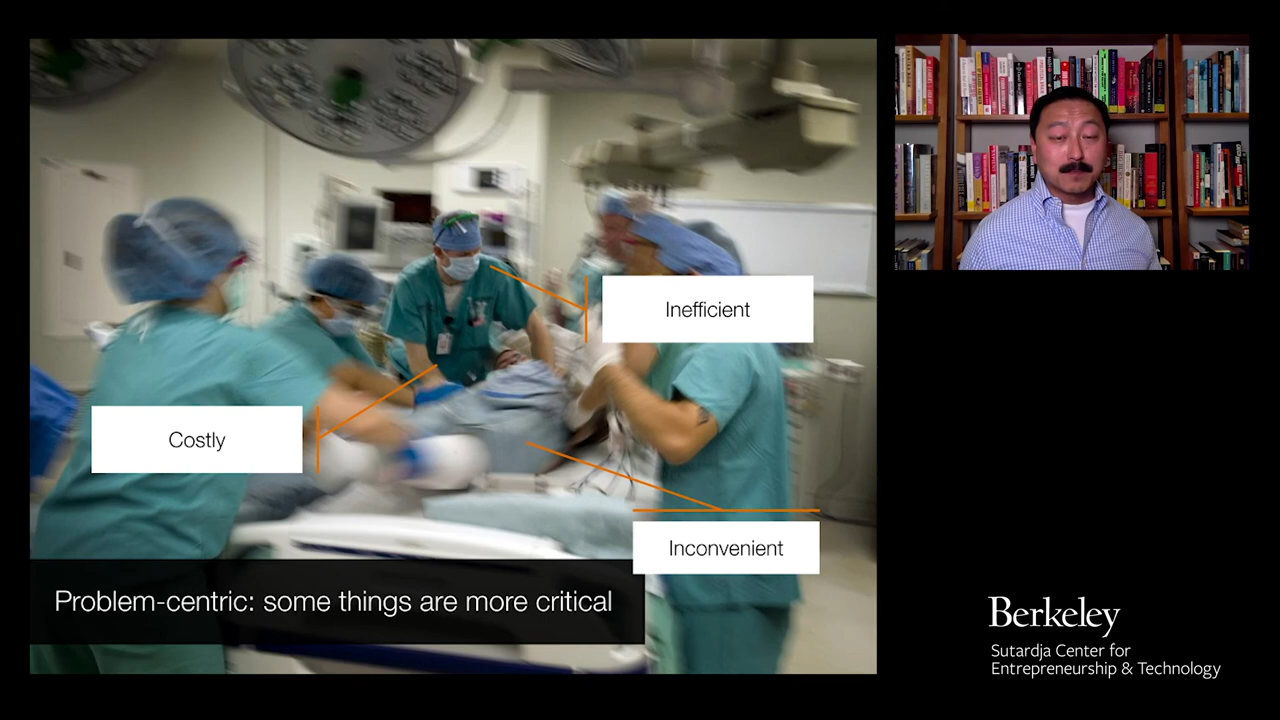 Inefficient
Costly
Inconvenient
Problem-centric: some things are more critical
Berkeley
Sutardja Center for
Entrepreneurship & Technology